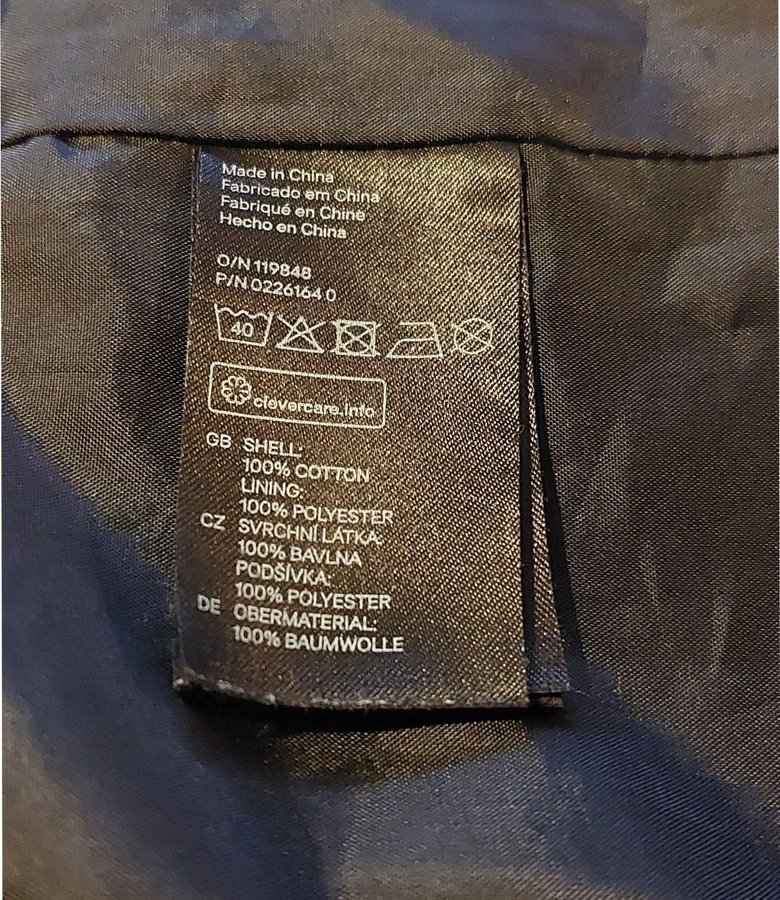 Made in China
Fabricado em China
Fabriqué en Chine
Hecho en China
O/N 119848
P/N 0226164 0
40
clevercare.info
GB SHELL:
100% COTTON
LINING:
100% POLYESTER
CZ SVRCHNÍ LÁTKA:
100% BAVLNA
PODŠÍVKA:
100% POLYESTER
DE OBERMATERIAL:
100% BAUMWOLLE